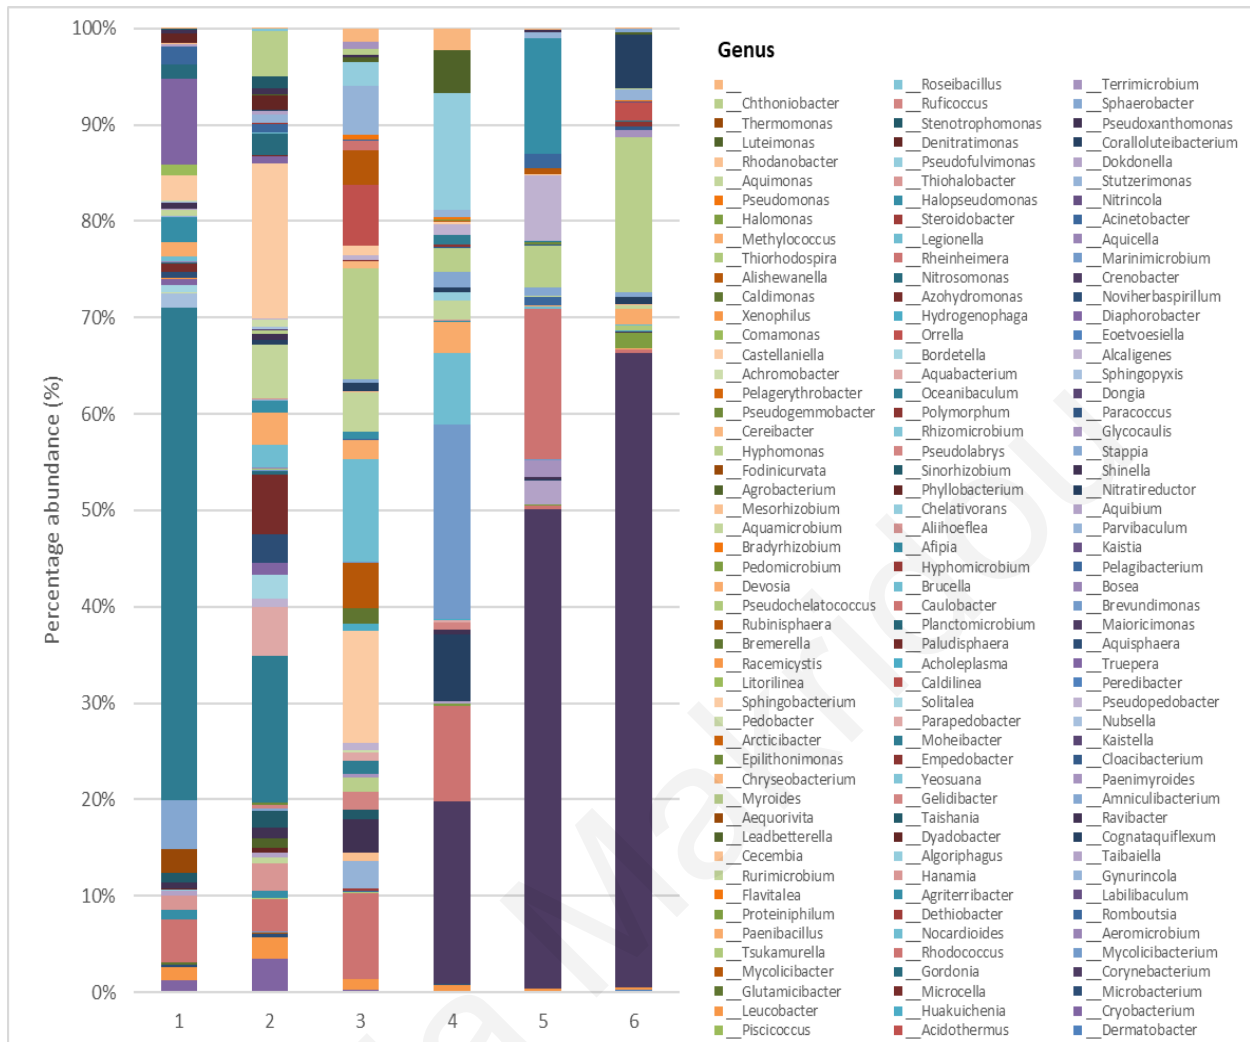 100%
90%
80%
70%
60%
50%
40%
30%
20%
10%
0%
Percentage abundance (%)
1 2 3 4 5 6
Genus
__ __Roseibacillus __Terrimicrobium
__Chthoniobacter __Ruficoccus __Sphaerobacter
__Thermomonas __Stenotrophomonas __Pseudoxanthomonas
__Luteimonas __Denitratimonas __Coralloluteibacterium
__Rhodanobacter __Pseudofulvimonas __Dokdonella
__Aquimonas __Thiohalobacter __Stutzerimonas
__Pseudomonas __Halopseudomonas __Nitrincola
__Halomonas __Steroidobacter __Acinetobacter
__Methylococcus __Legionella __Aquicella
__Thiorhodospira __Rheinheimera __Marinimicrobium
__Alishewanella __Nitrosomonas __Crenobacter
__Caldimonas __Azohydromonas __Noviherbaspirillum
__Xenophilus __Hydrogenophaga __Diaphorobacter
__Comamonas __Orrella __Eoetvoesiella
__Castellaniella __Bordetella __Alcaligenes
__Achromobacter __Aquabacterium __Sphingopyxis
__Pelagerythrobacter __Oceanibaculum __Dongia
__Pseudogemmobacter __Polymorphum __Paracoccus
__Cereibacter __Rhizomicrobium __Glycocaulis
__Hyphomonas __Pseudolabrys __Stappia
__Fodinicurvata __Sinorhizobium __Shinella
__Agrobacterium __Phyllobacterium __Nitratireductor
__Mesorhizobium __Chelativorans __Aquibium
__Aquamicrobium __Aliihoeflea __Parvibaculum
__Bradyrhizobium __Afipia __Kaistia
__Pedomicrobium __Hyphomicrobium __Pelagibacterium
__Devosia __Brucella __Bosea
__Pseudochelatococcus __Caulobacter __Brevundimonas
__Rubinisphaera __Planctomicrobium __Maioricimonas
__Bremerella __Paludisphaera __Aquisphaera
__Racemicystis __Acholeplasma __Truepera
__Litorilinea __Caldilinea __Peredibacter
__Sphingobacterium __Solitalea __Pseudopedobacter
__Pedobacter __Parapedobacter __Nubsella
__Arcticibacter __Moheibacter __Kaistella
__Epilithonimonas __Empedobacter __Cloacibacterium
__Chryseobacterium __Yeosuana __Paenimyroides
__Myroides __Gelidibacter __Amniculibacterium
__Aequorivita __Taishania __Ravibacter
__Leadbetterella __Dyadobacter __Cognataquiflexum
__Cecembia __Algoriphagus __Taibaiella
__Rurimicrobium __Hanamia __Gynurincola
__Flavitalea __Agriterribacter __Labilibaculum
__Proteiniphilum __Dethiobacter __Romboutsia
__Paenibacillus __Nocardioides __Aeromicrobium
__Tsukamurella __Rhodococcus __Mycolicibacterium
__Mycolicibacter __Gordonia __Corynebacterium
__Glutamicibacter __Microcella __Microbacterium
__Leucobacter __Huakuichenia __Cryobacterium
__Piscicoccus __Acidothermus __Dermatobacter
Makridou